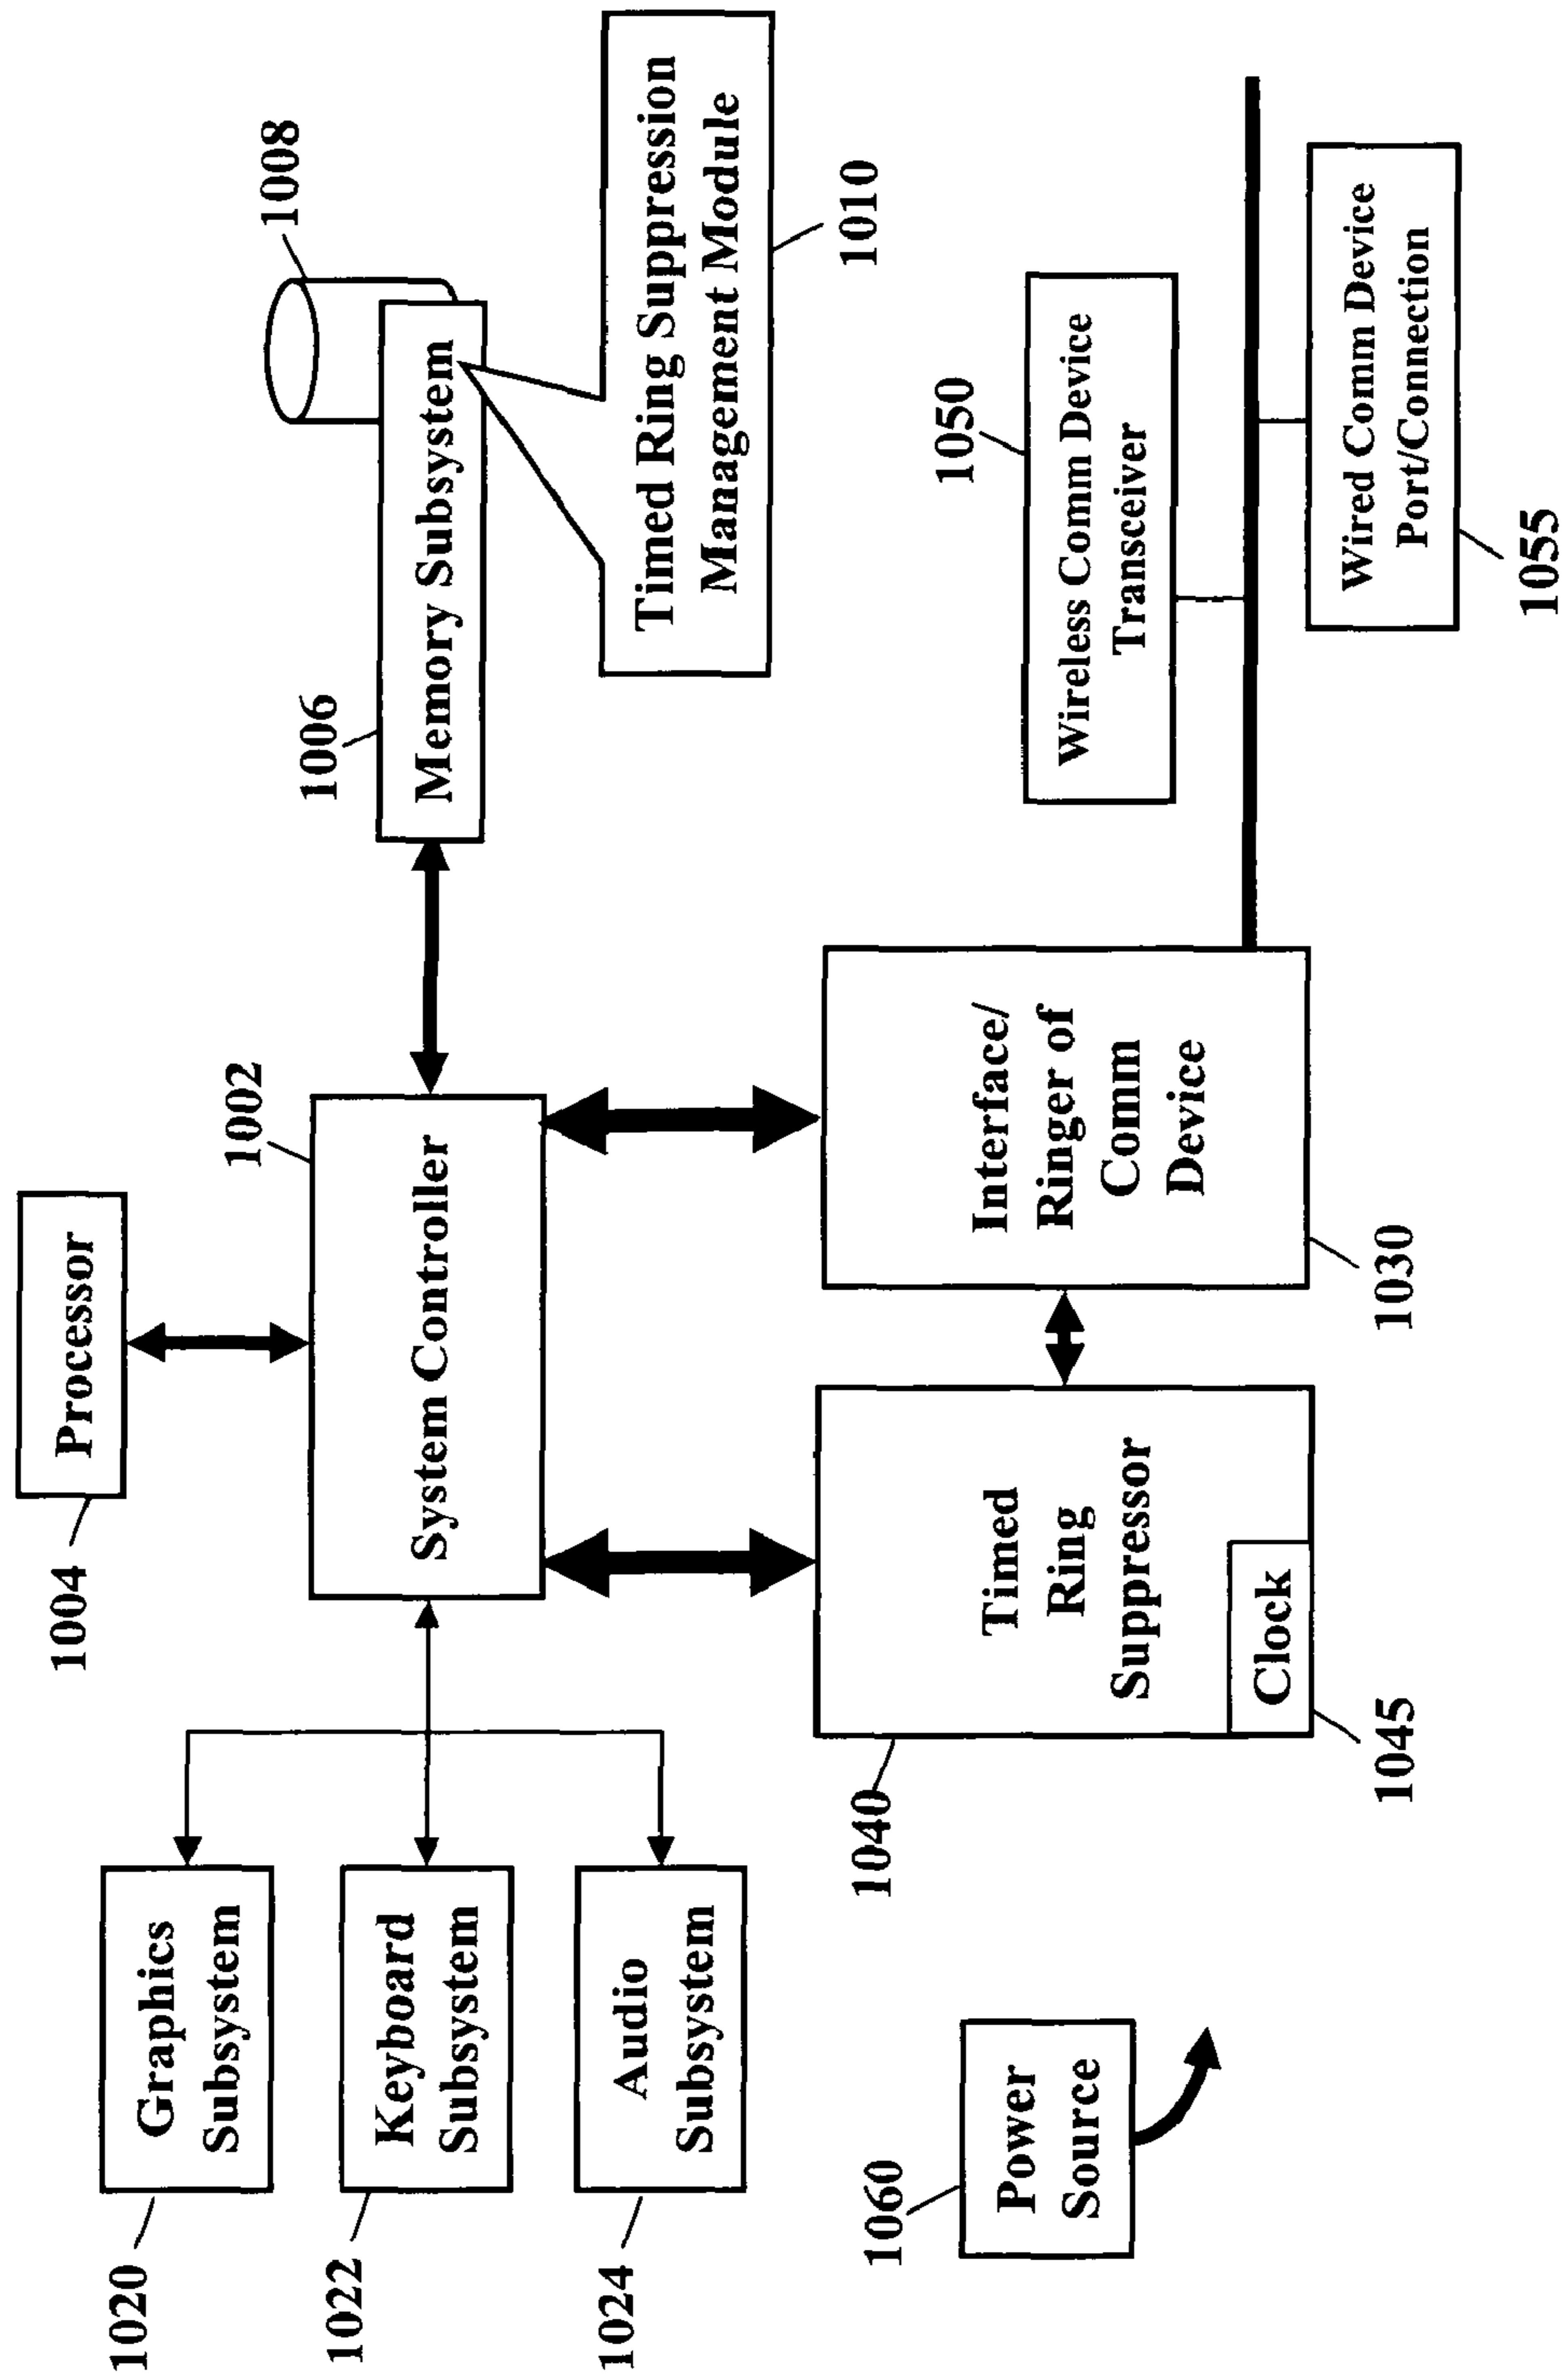 1004
Processor
1002
System Controller
1006
Memory Subsystem
1008
Timed Ring Suppression
Management Module
1010
1020
Graphics
Subsystem
1022
Keyboard
Subsystem
1024
Audio
Subsystem
1040
Timed
Ring
Suppressor
Clock
1045
Interface/
Ringer of
Comm
Device
1030
1050
Wireless Comm Device
Transceiver
Wired Comm Device
Port/Connection
1055
1060
Power
Source